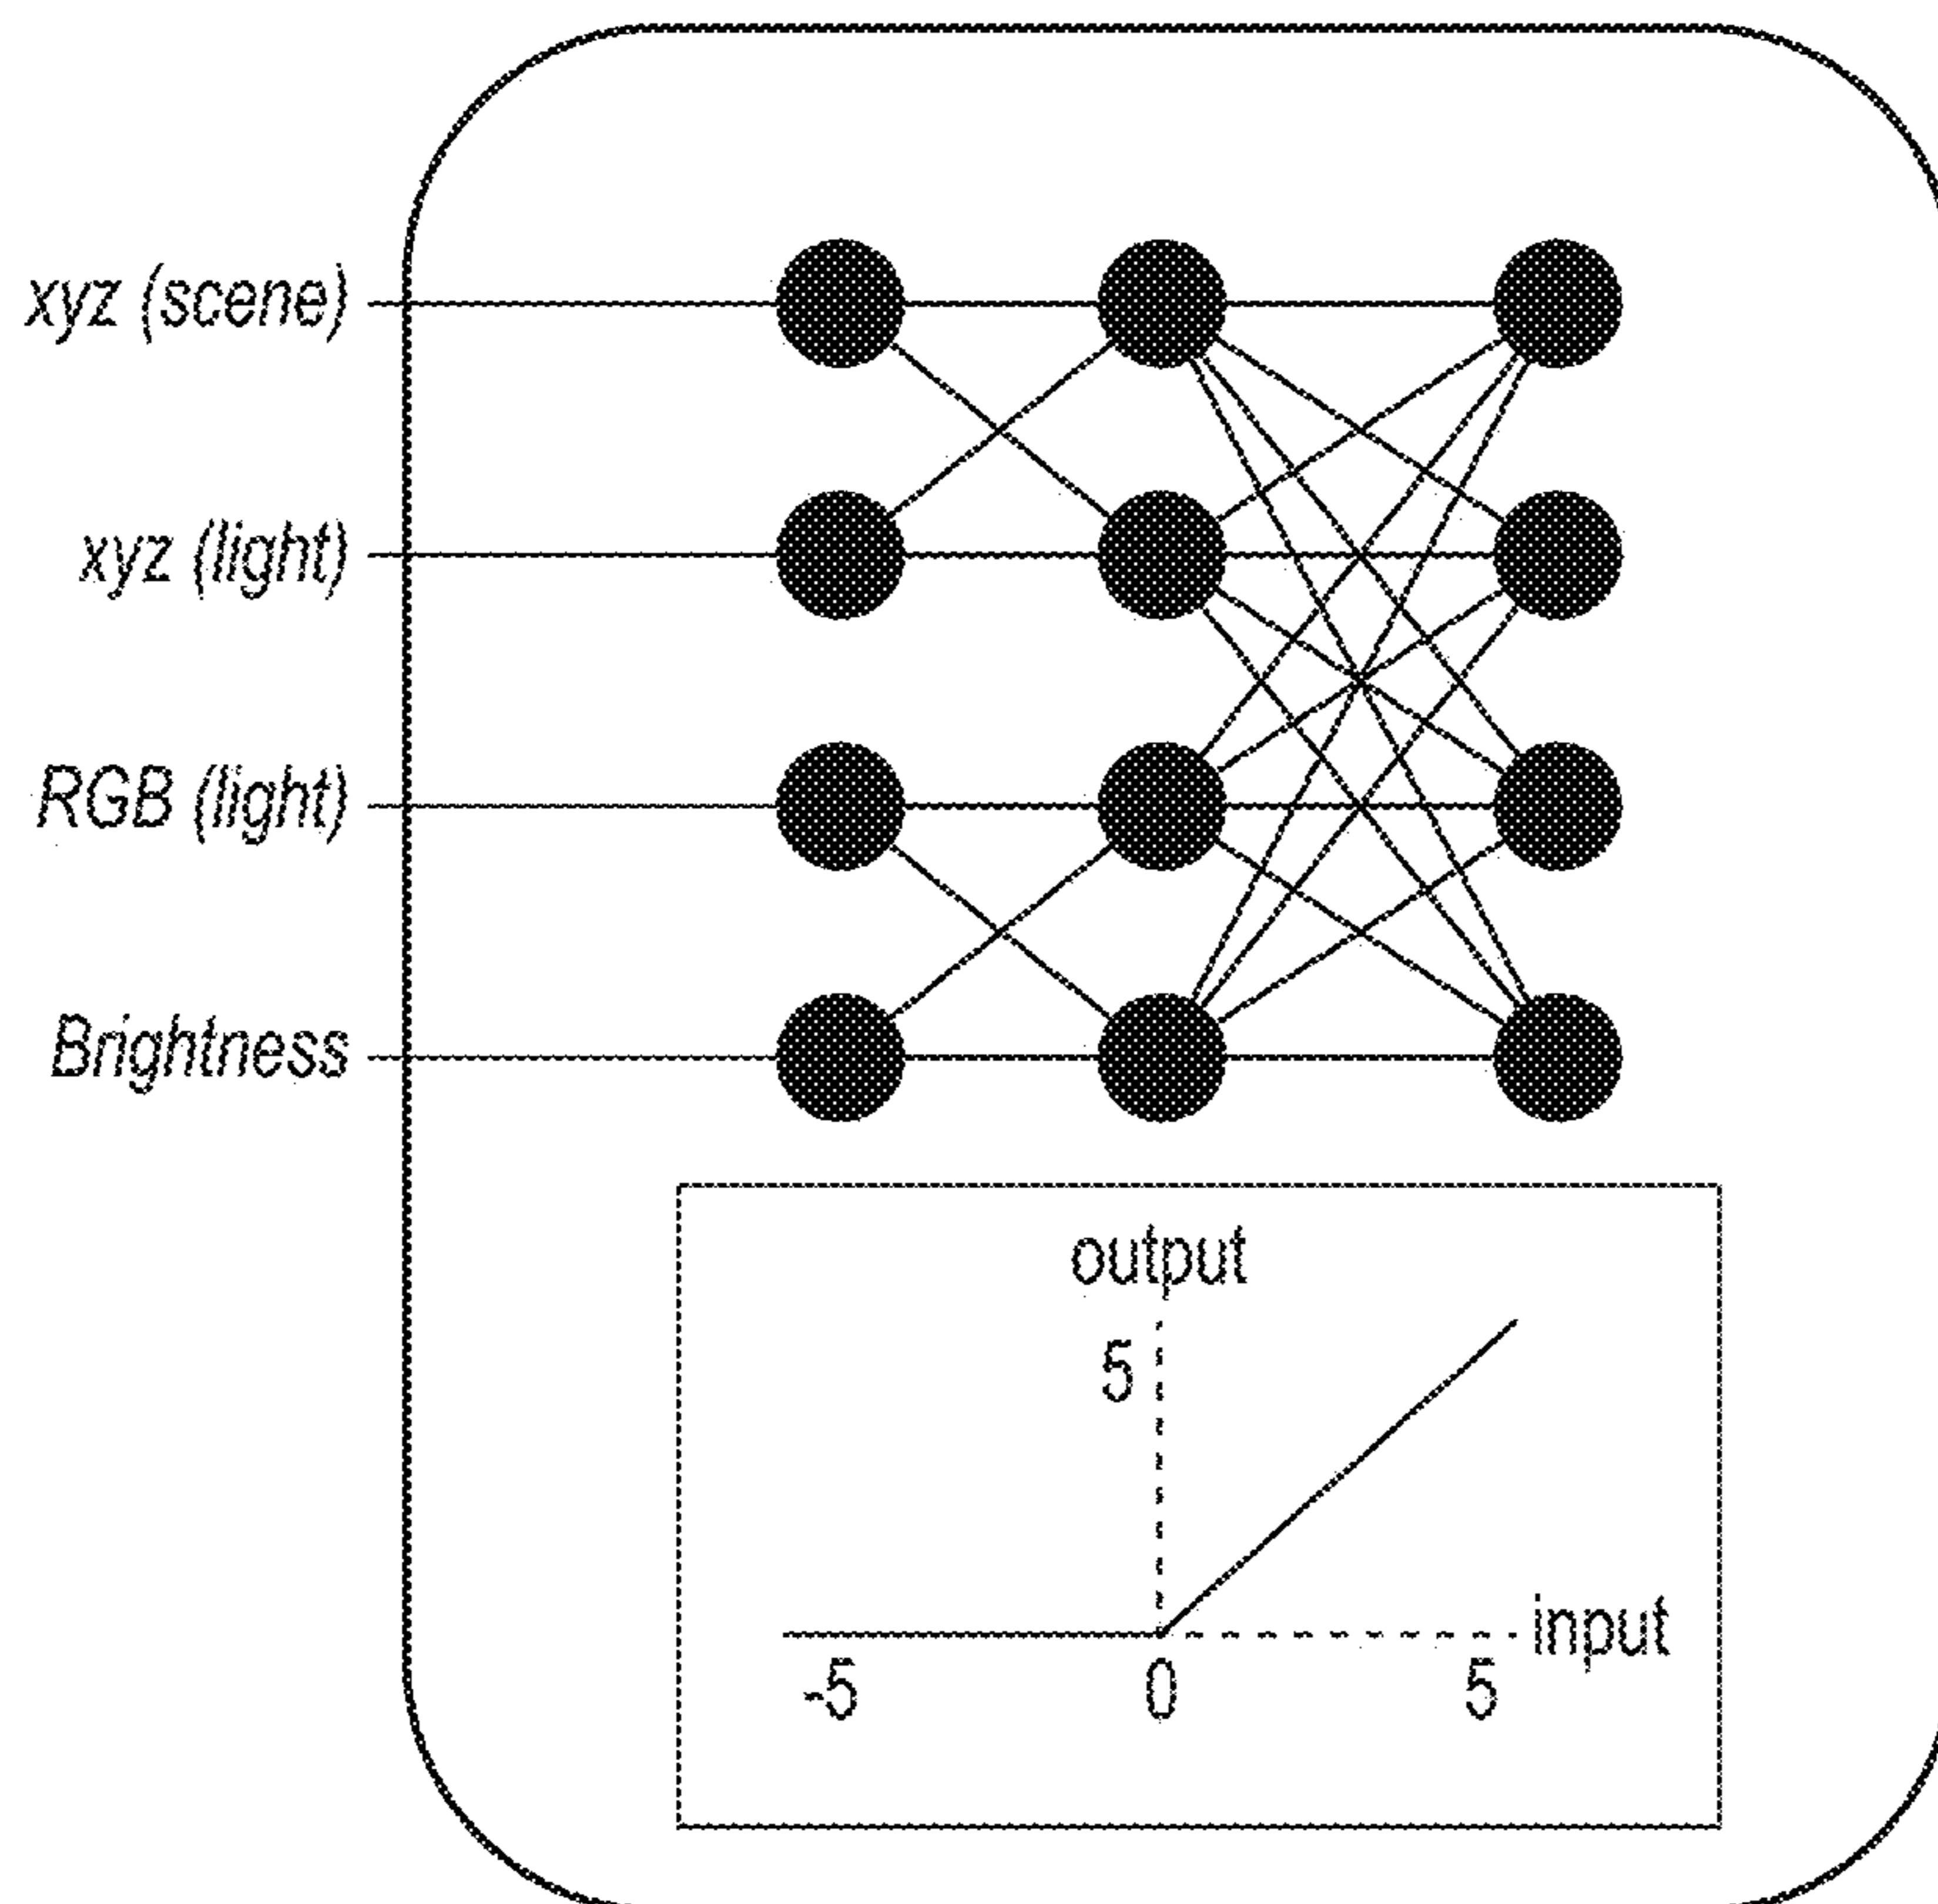 xyz (scene)
xyz (light)
RGB (light)
Brightness
output
5
input
-5
0
5